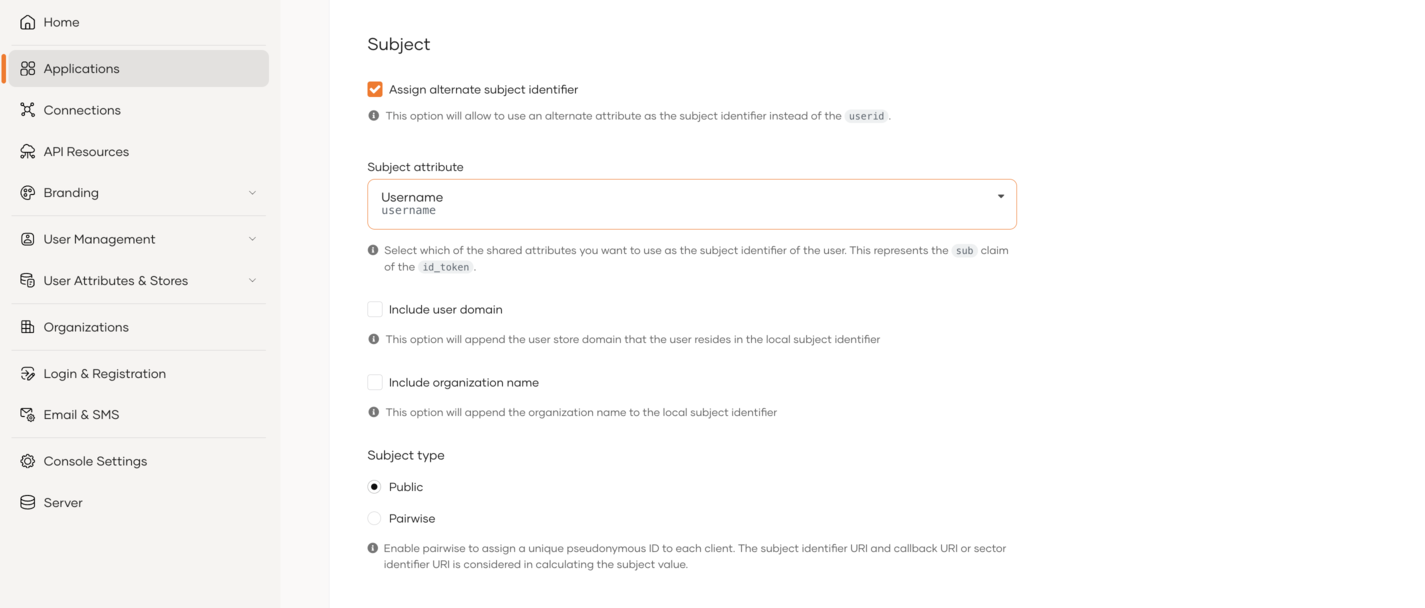 Home
Applications
Connections
API Resources
Branding
User Management
User Attributes & Stores
Organizations
Login & Registration
Email & SMS
Console Settings
Server
Subject
Assign alternate subject identifier
This option will allow to use an alternate attribute as the subject identifier instead of the userid.
Subject attribute
Username
username
Select which of the shared attributes you want to use as the subject identifier of the user. This represents the sub claim
of the id_token.
Include user domain
This option will append the user store domain that the user resides in the local subject identifier
Include organization name
This option will append the organization name to the local subject identifier
Subject type
Public
Pairwise
Enable pairwise to assign a unique pseudonymous ID to each client. The subject identifier URI and callback URI or sector
identifier URI is considered in calculating the subject value.